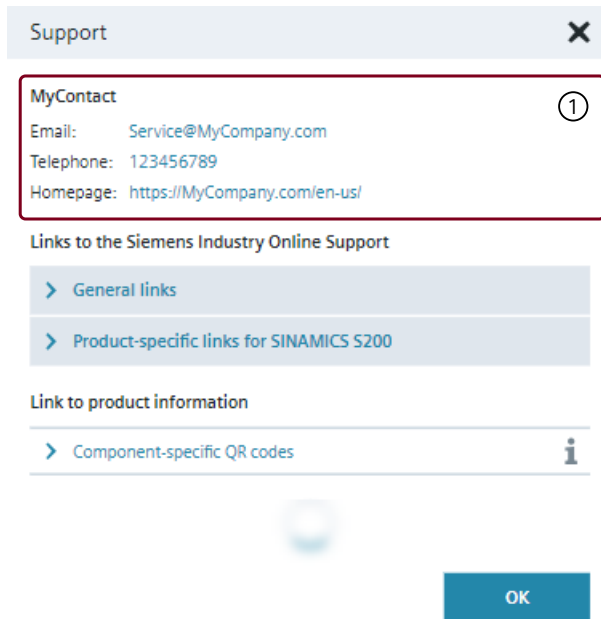 Support
MyContact
1
Email: Service@MyCompany.com
Telephone: 123456789
Homepage: https://MyCompany.com/en-us/
Links to the Siemens Industry Online Support
General links
Product-specific links for SINAMICS S200
Link to product information
Component-specific QR codes
OK